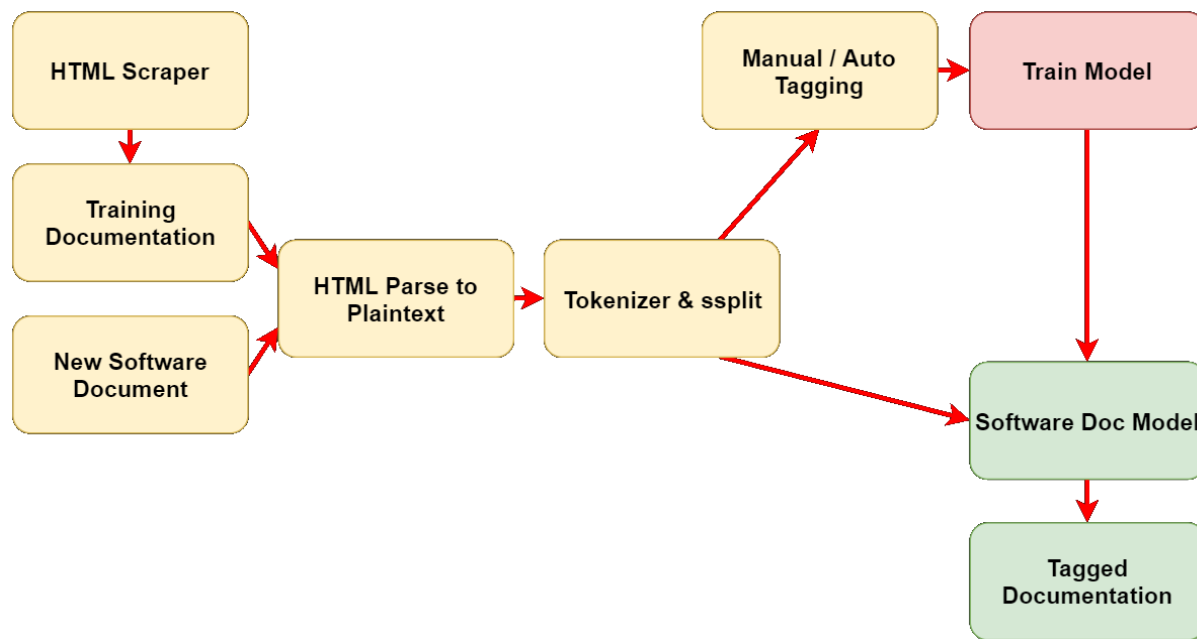 HTML Scraper
Training
Documentation
New Software
Document
HTML Parse to
Plaintext
Tokenizer & ssplit
Manual / Auto
Tagging
Train Model
Software Doc Model
Tagged
Documentation